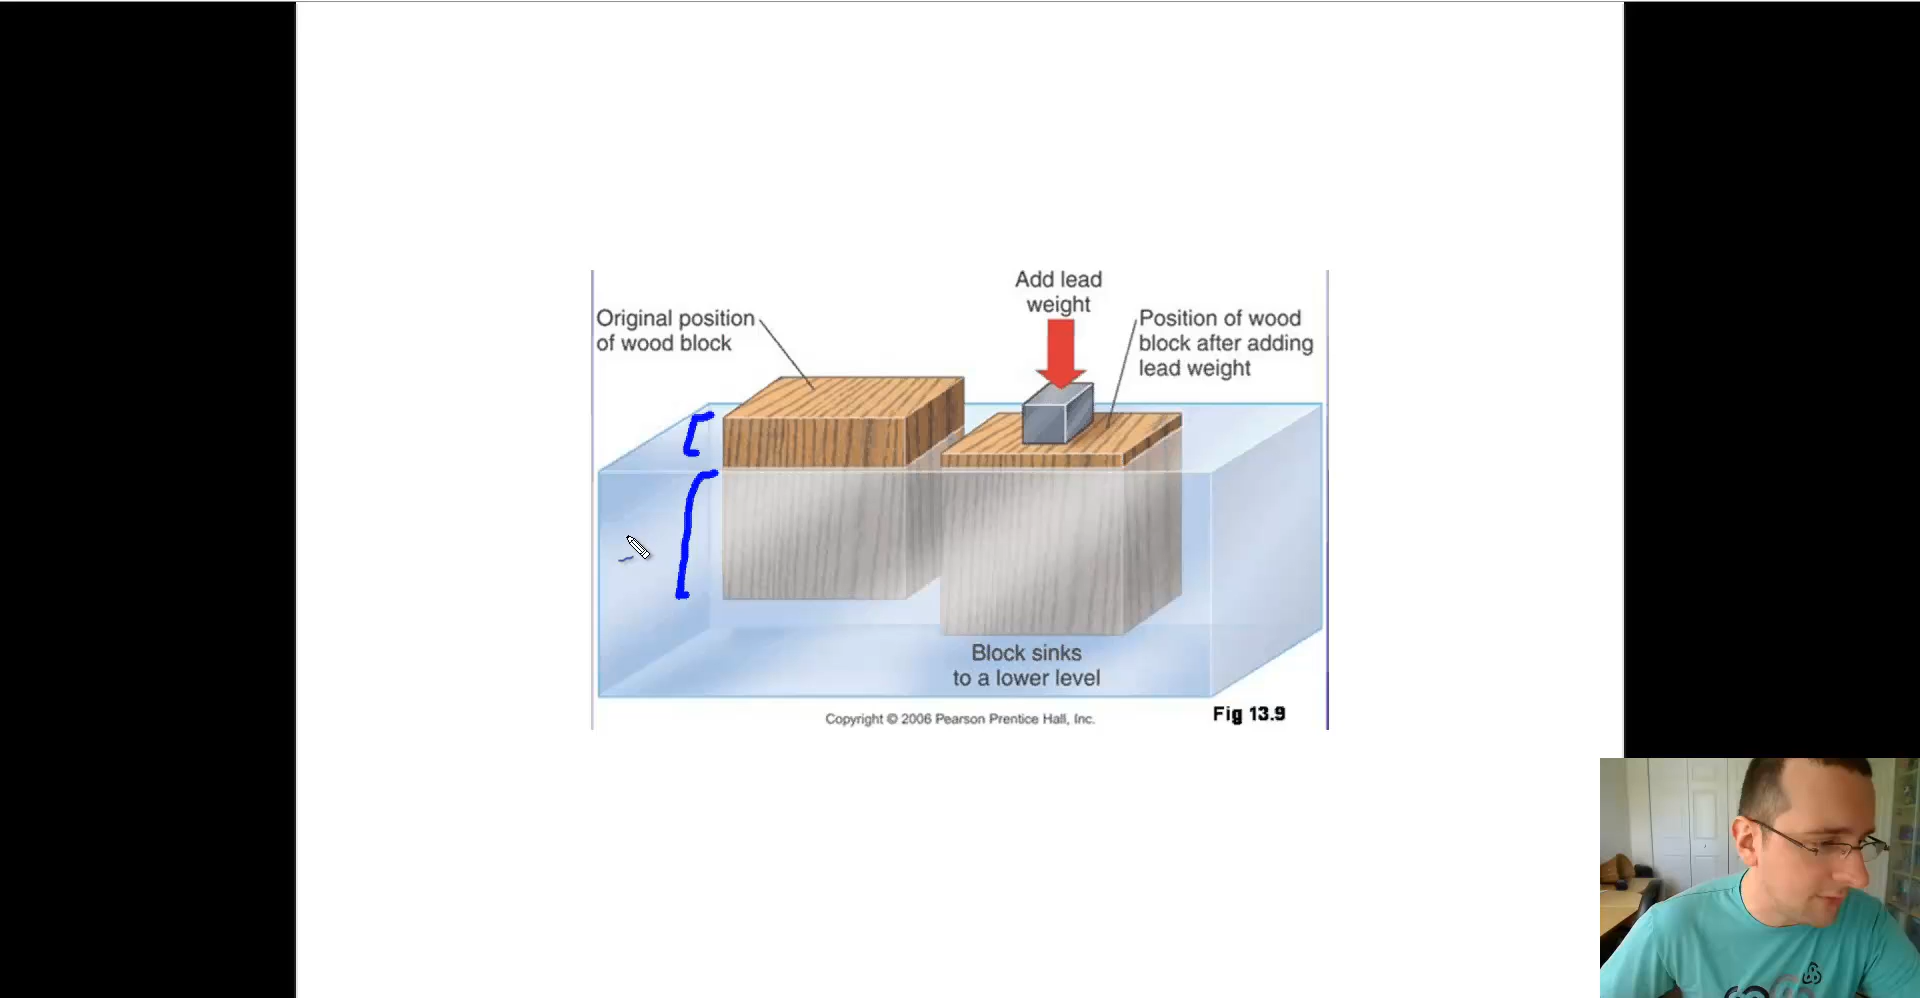 Add lead
weight
Original position
of wood block
Position of wood
block after adding
lead weight
Block sinks
to a lower level
Copyright © 2006 Pearson Prentice Hall, Inc.
Fig 13.9